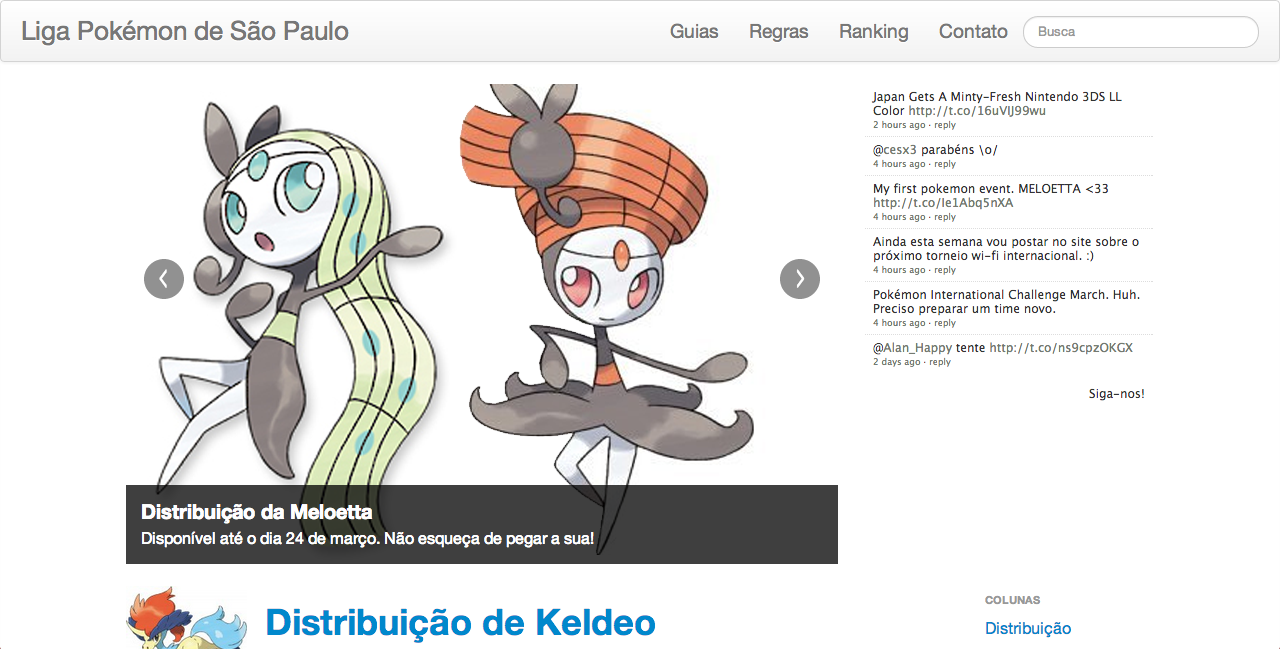 Liga Pokémon de São Paulo
Guias Regras Ranking Contato Busca
Japan Gets A Minty-Fresh Nintendo 3DS LL
Color http://t.co/16uVIJ99wu
2 hours ago · reply
@cesx3 parabéns \o/
4 hours ago · reply
My first pokemon event. MELOETTA <33
http://t.co/Ie1Abq5nXA
4 hours ago · reply
Ainda esta semana vou postar no site sobre o
próximo torneio wi-fi internacional. :)
4 hours ago · reply
Pokémon International Challenge March. Huh.
Preciso preparar um time novo.
4 hours ago · reply
@Alan_Happy tente http://t.co/ns9cpzOKGX
2 days ago · reply
Siga-nos!
Distribuição da Meloetta
Disponível até o dia 24 de março. Não esqueça de pegar a sua!
Distribuição de Keldeo
COLUNAS
Distribuição